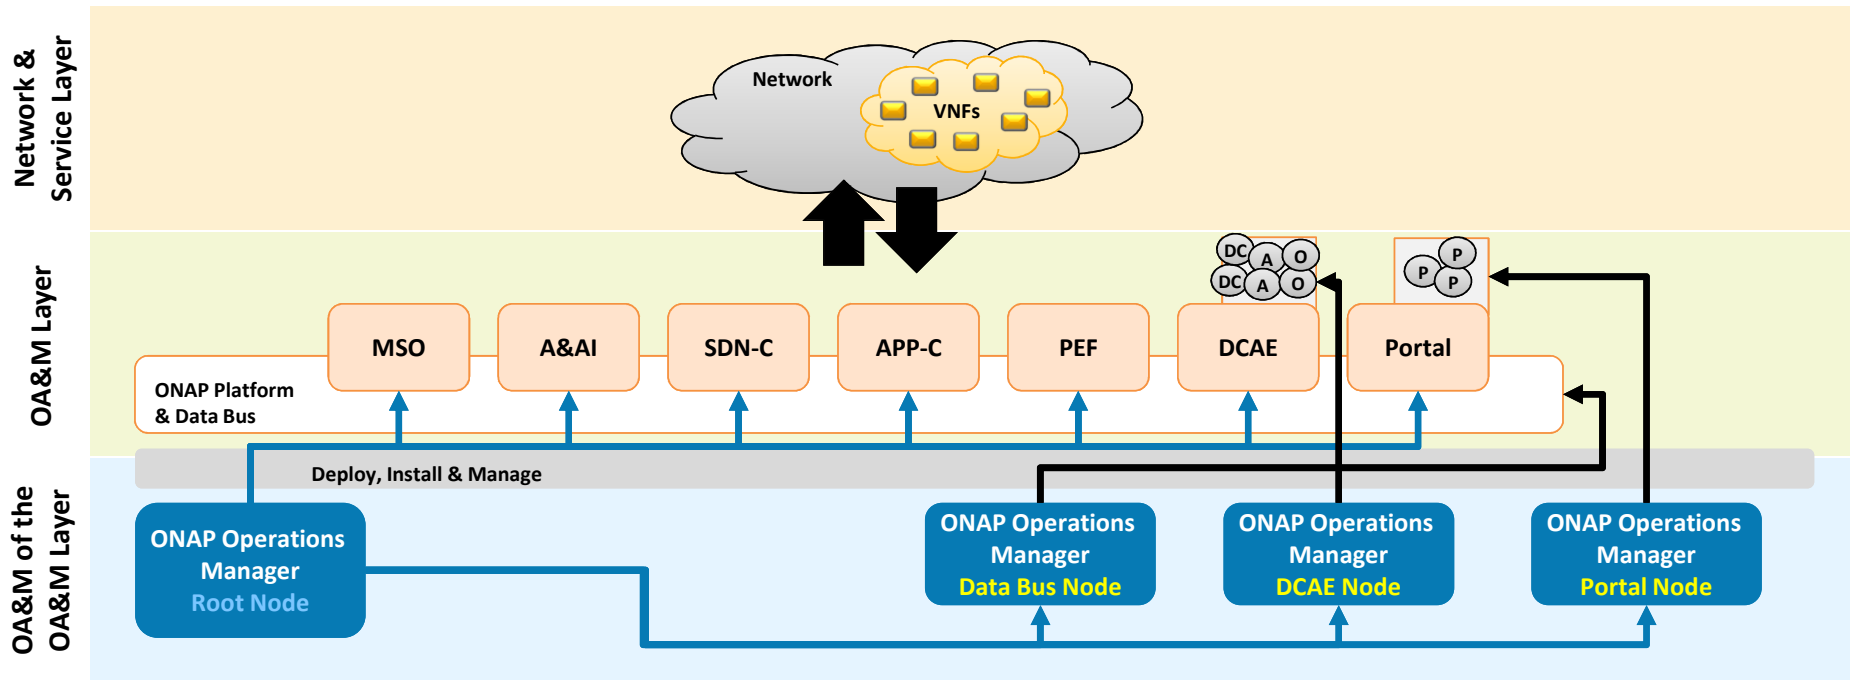 Network &
Service Layer
Network
VNFs
OA&M Layer
DC
A
O
DC
A
O
P
P
P
MSO
A&AI
SDN-C
APP-C
PEF
DCAE
Portal
ONAP Platform
& Data Bus
Deploy, Install & Manage
OA&M of the
OA&M Layer
ONAP Operations
Manager
Root Node
ONAP Operations
Manager
Data Bus Node
ONAP Operations
Manager
DCAE Node
ONAP Operations
Manager
Portal Node